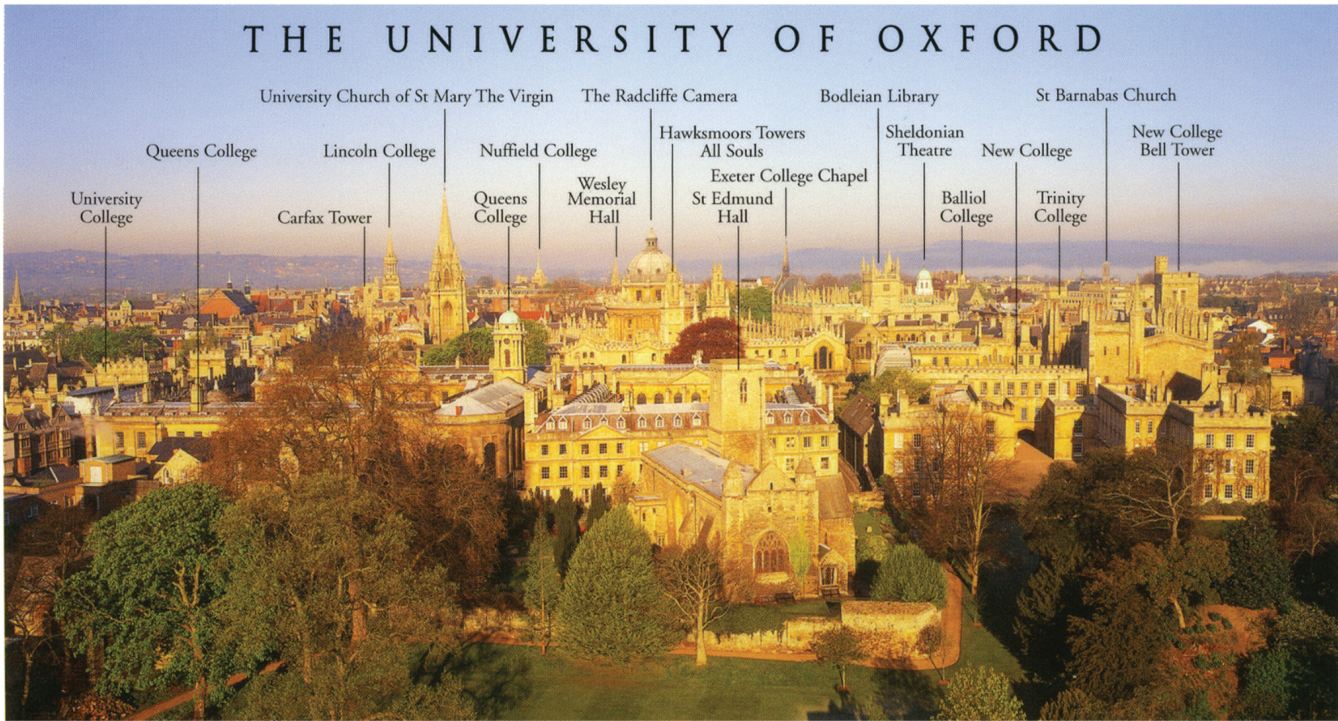 THE UNIVERSITY OF OXFORD
University Church of St Mary The Virgin
The Radcliffe Camera
Bodleian Library
St Barnabas Church
Hawksmoors Towers
All Souls
Sheldonian
Theatre
New College
Bell Tower
Queens College
Lincoln College
Nuffield College
New College
Exeter College Chapel
University
College
Carfax Tower
Queens
College
Wesley
Memorial
Hall
St Edmund
Hall
Balliol
College
Trinity
College